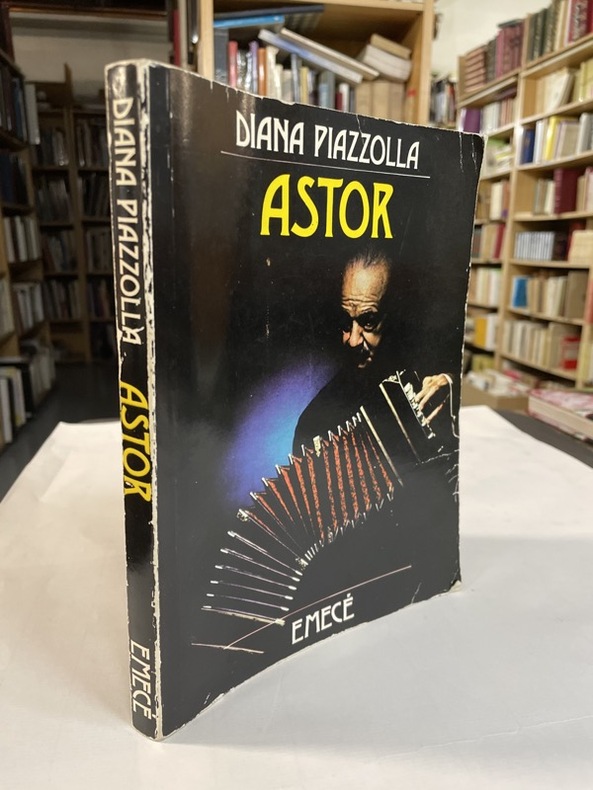 DIANA PIAZZOLLA
ASTOR
EMECÉ
DIANA PIAZZOLLA ASTOR EMECÉ